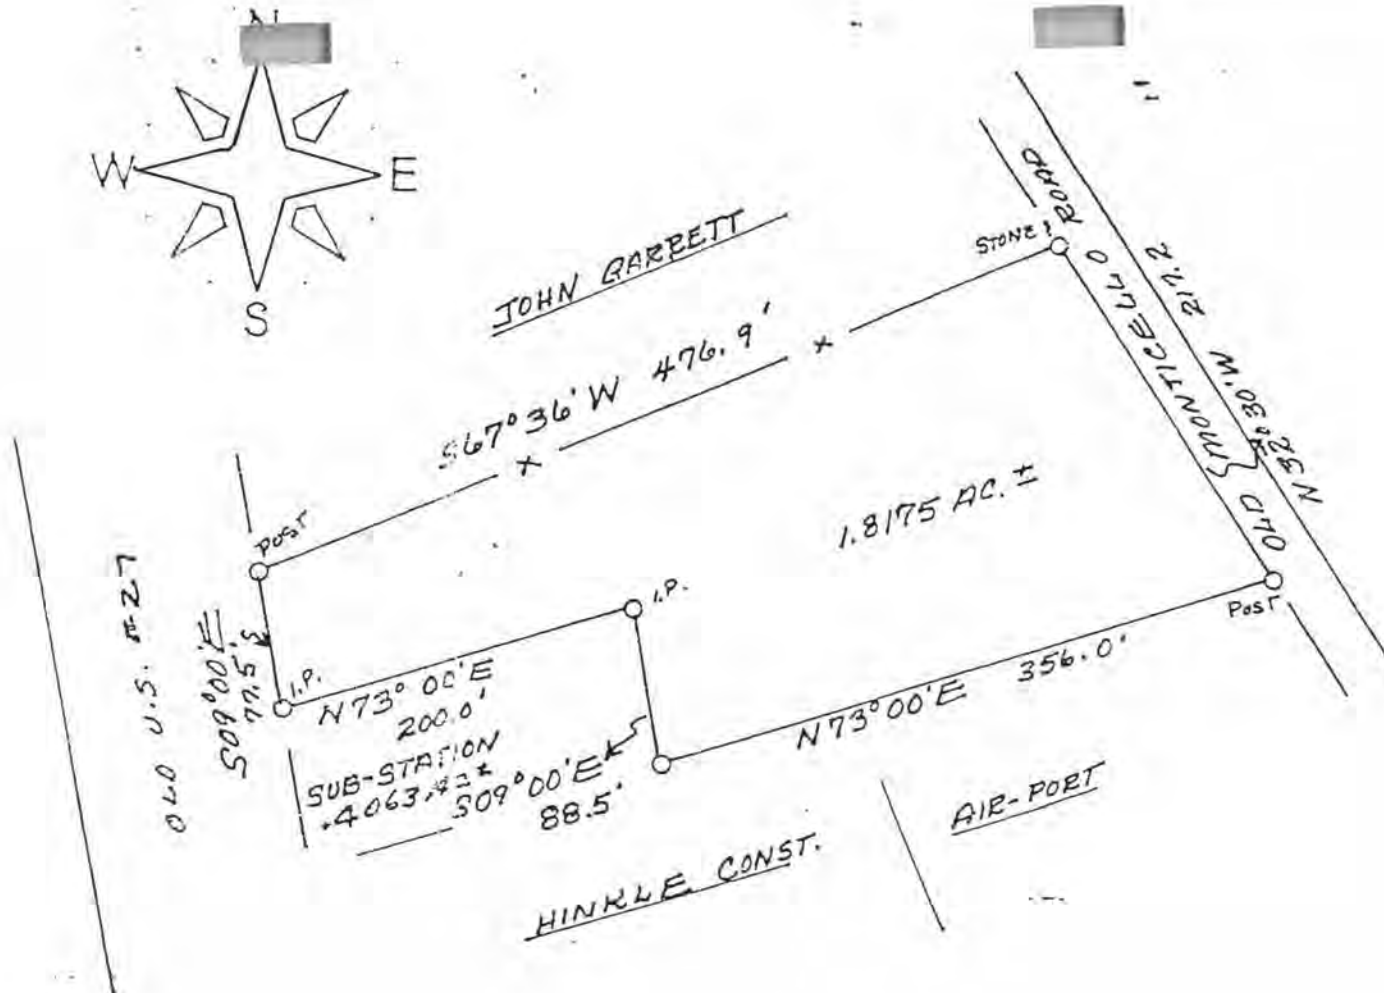 N
W E
S
JOHN GARRETT
STONE
OLD MONTICELLO ROAD
217.2
N32°30'W
S67°36'W 476.9'
1.8175 AC. ±
POST
I.P.
I.P.
POST
OLD U.S. #27
S09°00'E
77.5'
N73°00'E
200.0'
SUB-STATION
S09°00'E
88.5'
N73°00'E 356.0'
AIR-PORT
HINKLE CONST.